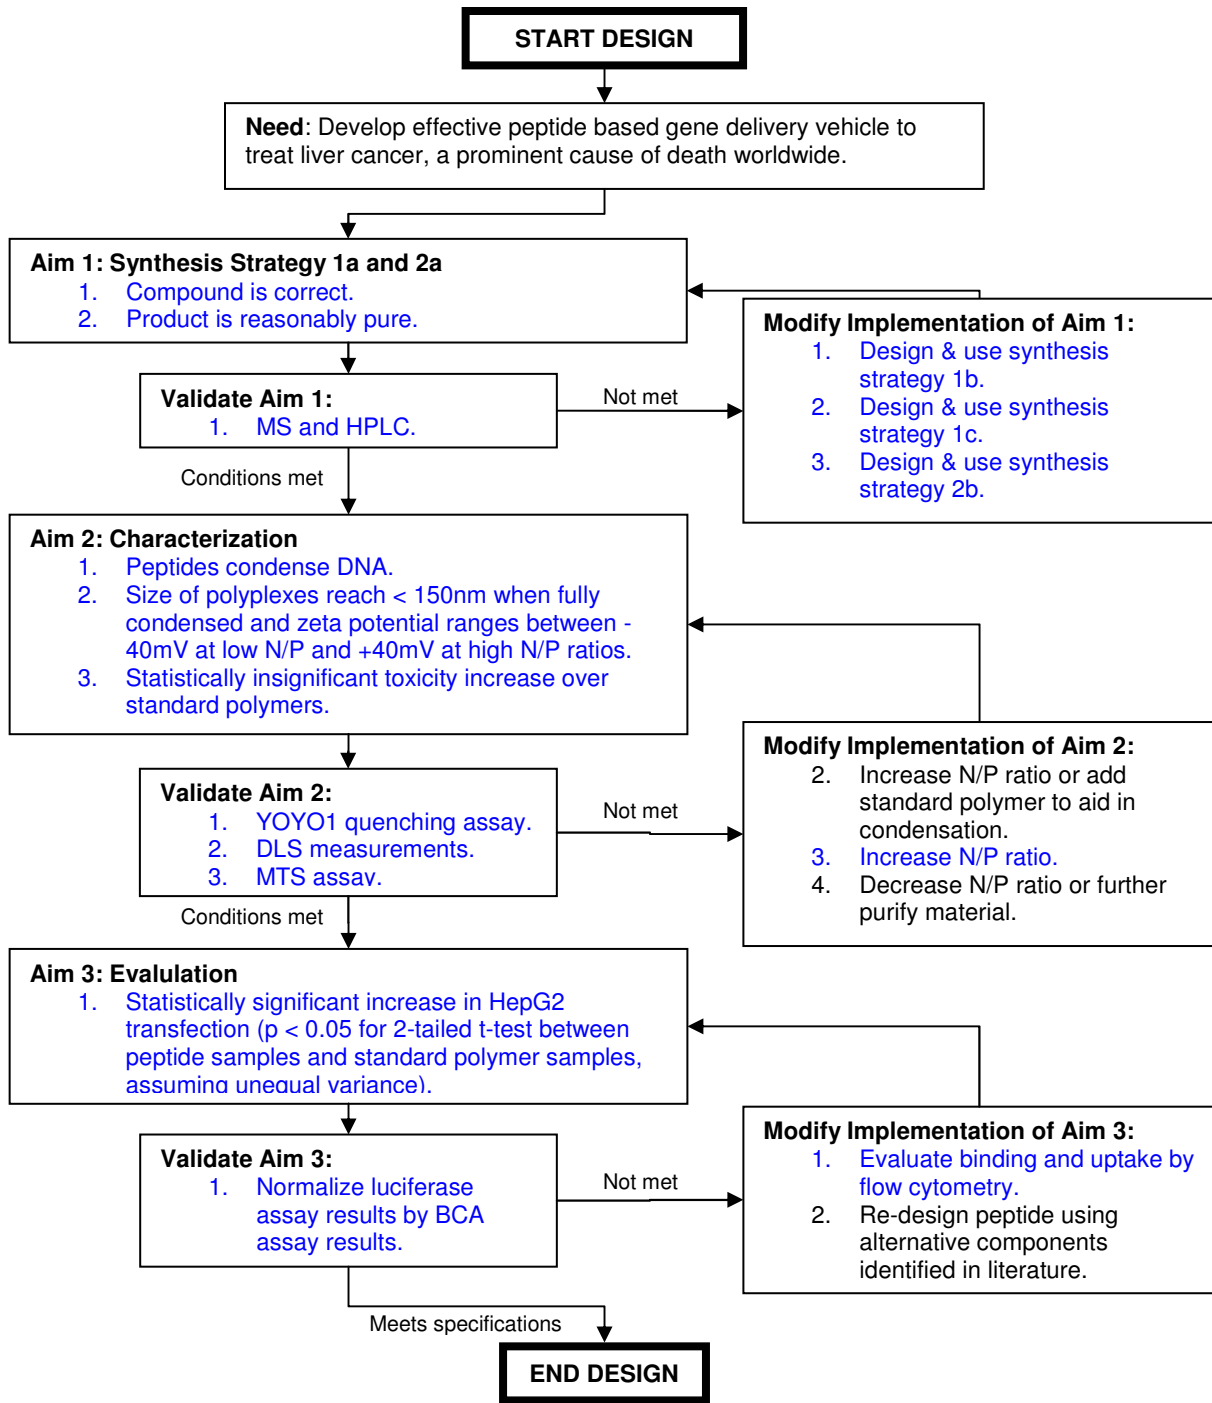 START DESIGN
Need: Develop effective peptide based gene delivery vehicle to
treat liver cancer, a prominent cause of death worldwide.
Aim 1: Synthesis Strategy 1a and 2a
1. Compound is correct.
2. Product is reasonably pure.
Modify Implementation of Aim 1:
1. Design & use synthesis
strategy 1b.
2. Design & use synthesis
strategy 1c.
3. Design & use synthesis
strategy 2b.
Validate Aim 1:
1. MS and HPLC.
Not met
Conditions met
Aim 2: Characterization
1. Peptides condense DNA.
2. Size of polyplexes reach < 150nm when fully
condensed and zeta potential ranges between -
40mV at low N/P and +40mV at high N/P ratios.
3. Statistically insignificant toxicity increase over
standard polymers.
Modify Implementation of Aim 2:
2. Increase N/P ratio or add
standard polymer to aid in
condensation.
3. Increase N/P ratio.
4. Decrease N/P ratio or further
purify material.
Validate Aim 2:
1. YOYO1 quenching assay.
2. DLS measurements.
3. MTS assay.
Not met
Conditions met
Aim 3: Evalulation
1. Statistically significant increase in HepG2
transfection (p < 0.05 for 2-tailed t-test between
peptide samples and standard polymer samples,
assuming unequal variance).
Modify Implementation of Aim 3:
1. Evaluate binding and uptake by
flow cytometry.
2. Re-design peptide using
alternative components
identified in literature.
Validate Aim 3:
1. Normalize luciferase
assay results by BCA
assay results.
Not met
Meets specifications
END DESIGN